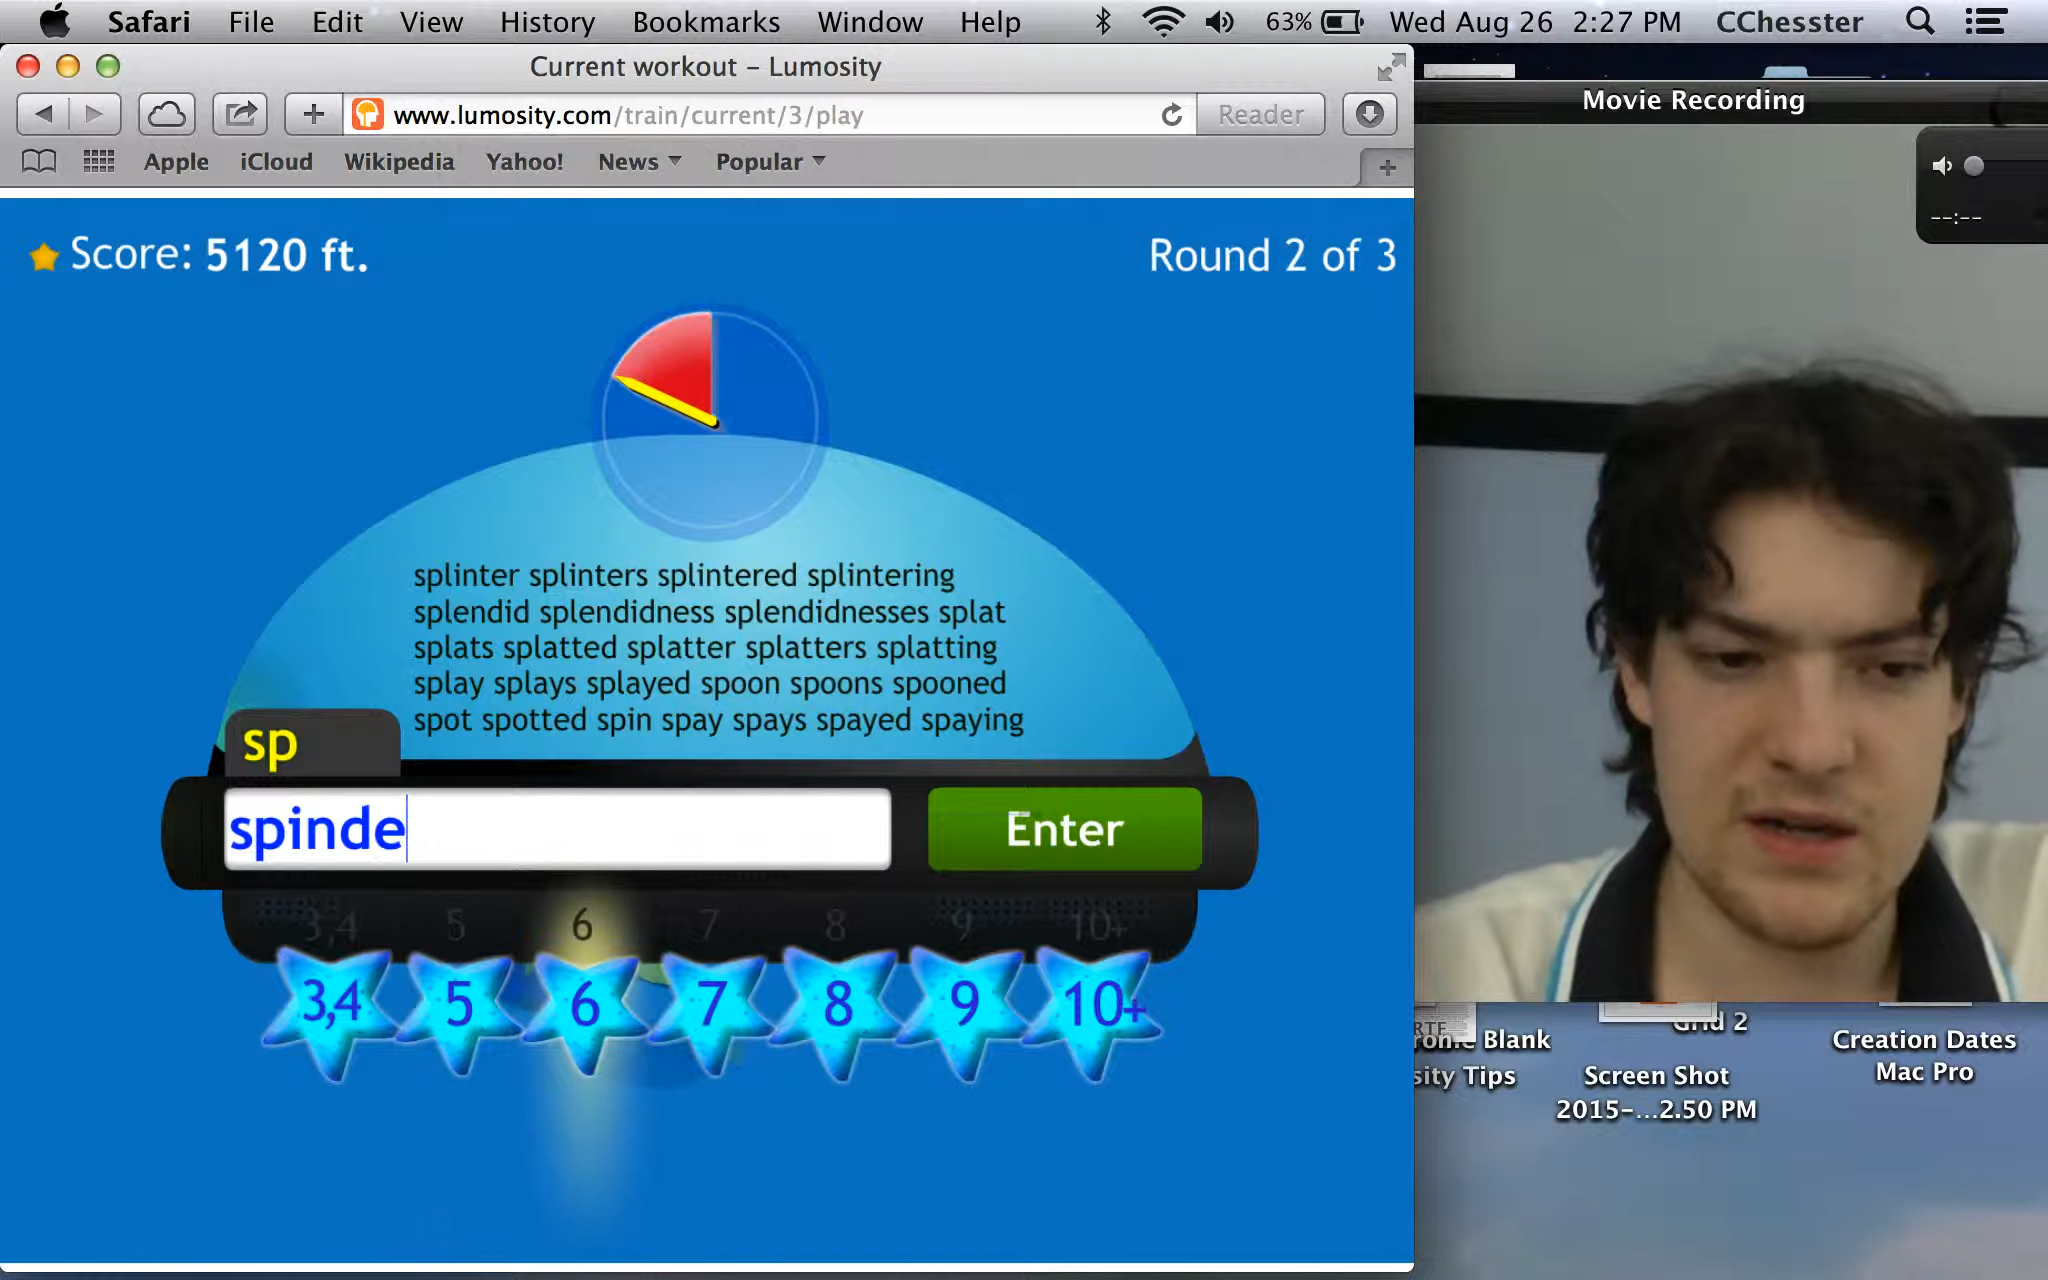 Safari File Edit View History Bookmarks Window Help 63% Wed Aug 26 2:27 PM CChesster
Current workout – Lumosity
www.lumosity.com/train/current/3/play
Reader
Apple iCloud Wikipedia Yahoo! News Popular
Movie Recording
--:--
Score: 5120 ft.
Round 2 of 3
splinter splinters splintered splintering
splendid splendidness splendidnesses splat
splats splatted splatter splatters splatting
splay splays splayed spoon spoons spooned
spot spotted spin spay spays spayed spaying
sp
spinde
Enter
3,4 5 6 7 8 9 10+
3,4 5 6 7 8 9 10+
RTF
Blank
Tips
Grid 2
Screen Shot
2015-...2.50 PM
Creation Dates
Mac Pro